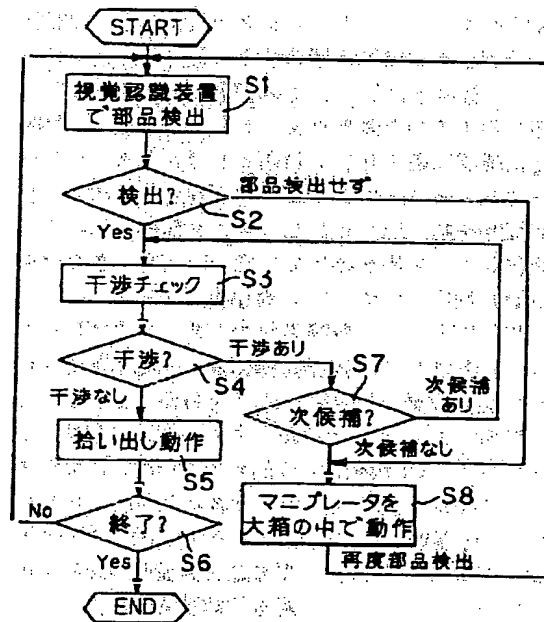 START
視覚認識装置
で部品検出
S1
検出?
部品検出せず
S2
Yes
干渉チェック
S3
干渉?
干渉あり
S4
S7
干渉なし
次候補?
次候補
あり
拾い出し動作
S5
次候補なし
マニプレータを
大箱の中で動作
S8
No
終了?
S6
Yes
再度部品検出
END